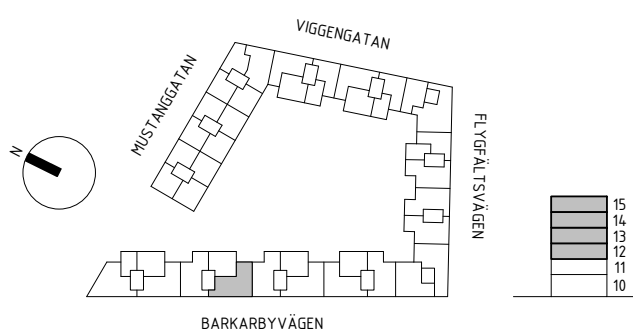 VIGGENGATAN
MUSTANGGATAN
FLYGFÄLTSVÄGEN
N
15
14
13
12
11
10
BARKARBYVÄGEN